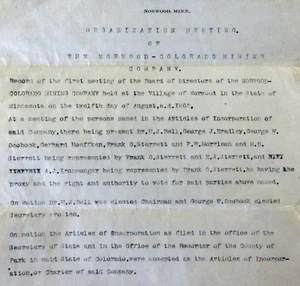 NORWOOD MINE.
ORGANIZATION MEETING.
OF
THE NORWOOD-COLORADO MINING
COMPANY.
Record of the first meeting of the Board of Directors of the NORWOOD-
COLORADO MINING COMPANY held at the Village of Norwood in the State of
Minnesota on the twelfth day of August,a.d.
At a meeting of the persons named in the Articles of Incorporation of
said Company,there being present Dr.H.J.Bell, George J.Bradley, George W.
Gerhard Hoeffken, Frank O.Sterrett and F.W.Morrison and H.D.
Sterrett being represented by Frank O.Sterrett and H.S.Sterrett,and
A.J.Ironmonger being represented by Frank O.Sterrett,he having the
proxy and the right and authority to vote for said parties above named.
On motion Dr.H.J.Bell was elected Chairman and George W. elected
Secretary pro tem.
On motion the Articles of Incorporation as filed in the office of the
Secretary of State and in the Office of the Recorder of the County of
Park in said State of Colorado,were accepted as the Articles of Incorpor-
ation,or Charter of said Company.